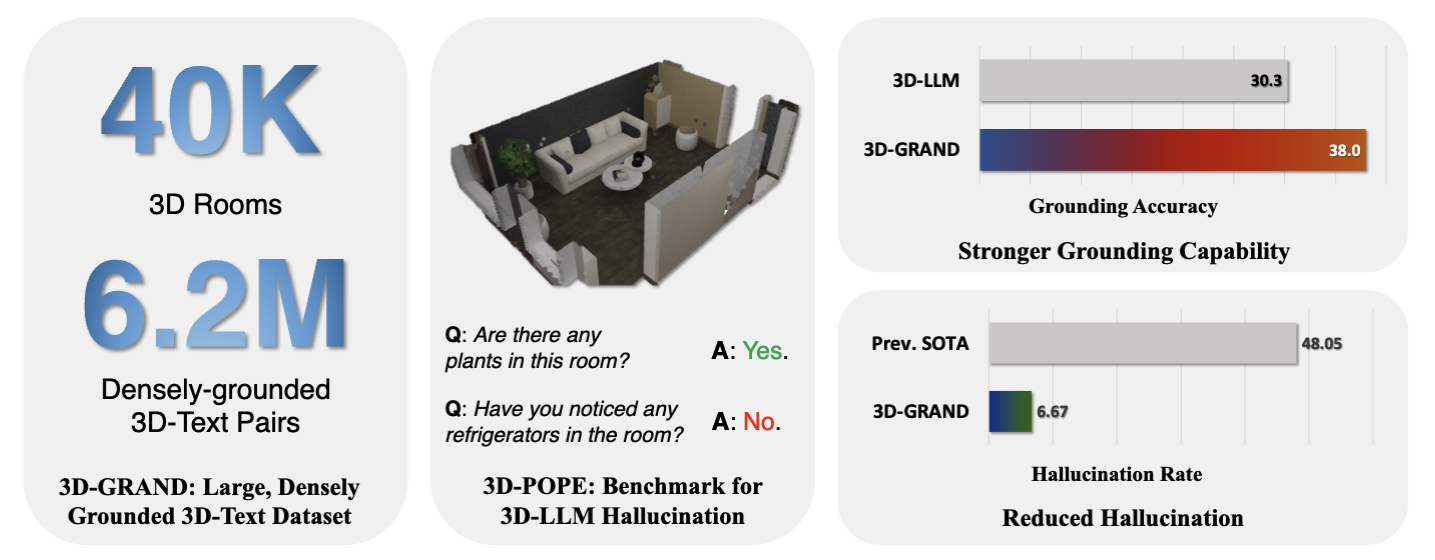 40K
3D Rooms
6.2M
Densely-grounded
3D-Text Pairs
3D-GRAND: Large, Densely
Grounded 3D-Text Dataset
Q: Are there any
plants in this room?
A: Yes.
Q: Have you noticed any
refrigerators in the room?
A: No.
3D-POPE: Benchmark for
3D-LLM Hallucination
3D-LLM
30.3
3D-GRAND
38.0
Grounding Accuracy
Stronger Grounding Capability
Prev. SOTA
48.05
3D-GRAND
6.67
Hallucination Rate
Reduced Hallucination